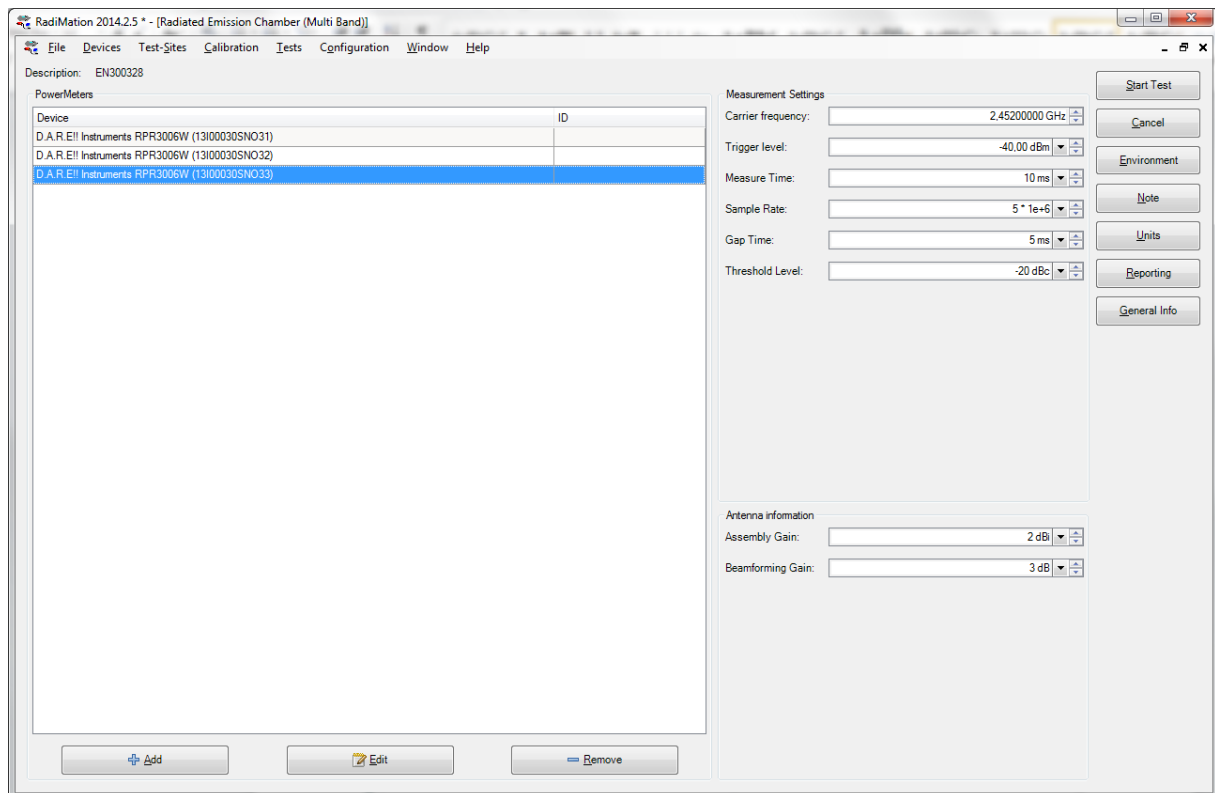 RadiMation 2014.2.5 * - [Radiated Emission Chamber (Multi Band)]
File Devices Test-Sites Calibration Tests Configuration Window Help
Description: EN300328
PowerMeters
Device ID
D.A.R.E!! Instruments RPR3006W (13I00030SNO31)
D.A.R.E!! Instruments RPR3006W (13I00030SNO32)
D.A.R.E!! Instruments RPR3006W (13I00030SNO33)
Add Edit Remove
Measurement Settings
Carrier frequency: 2,45200000 GHz
Trigger level: -40,00 dBm
Measure Time: 10 ms
Sample Rate: 5 * 1e+6
Gap Time: 5 ms
Threshold Level: -20 dBc
Antenna information
Assembly Gain: 2 dBi
Beamforming Gain: 3 dB
Start Test
Cancel
Environment
Note
Units
Reporting
General Info